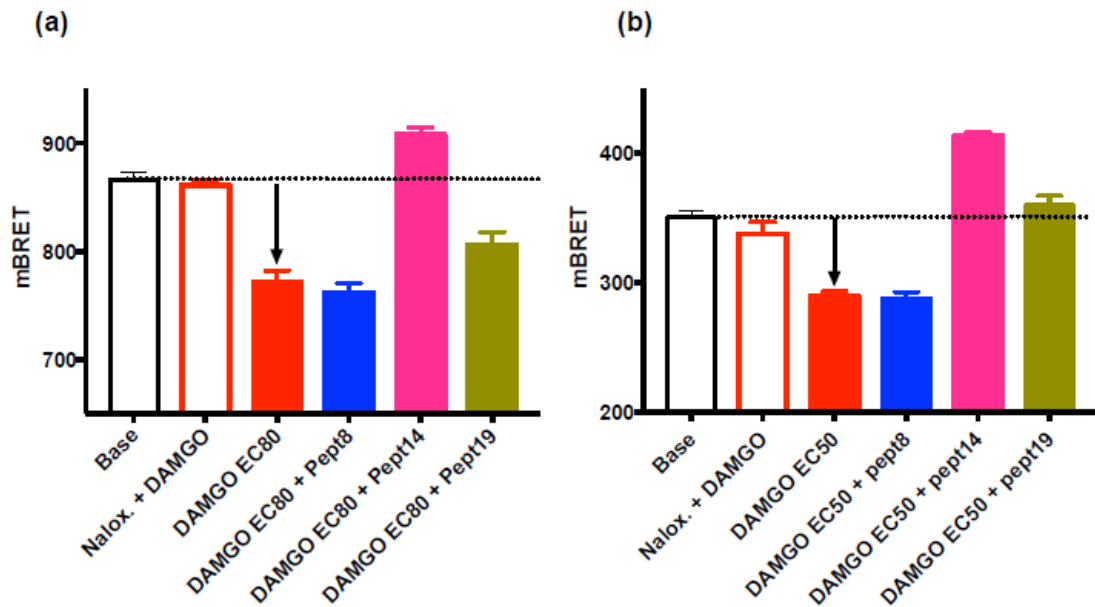 (a)
900
800
700
mBRET
Base
Nalox. + DAMGO
DAMGO EC80
DAMGO EC80 + Pept8
DAMGO EC80 + Pept14
DAMGO EC80 + Pept19
(b)
400
300
200
mBRET
Base
Nalox. + DAMGO
DAMGO EC50
DAMGO EC50 + pept8
DAMGO EC50 + pept14
DAMGO EC50 + pept19